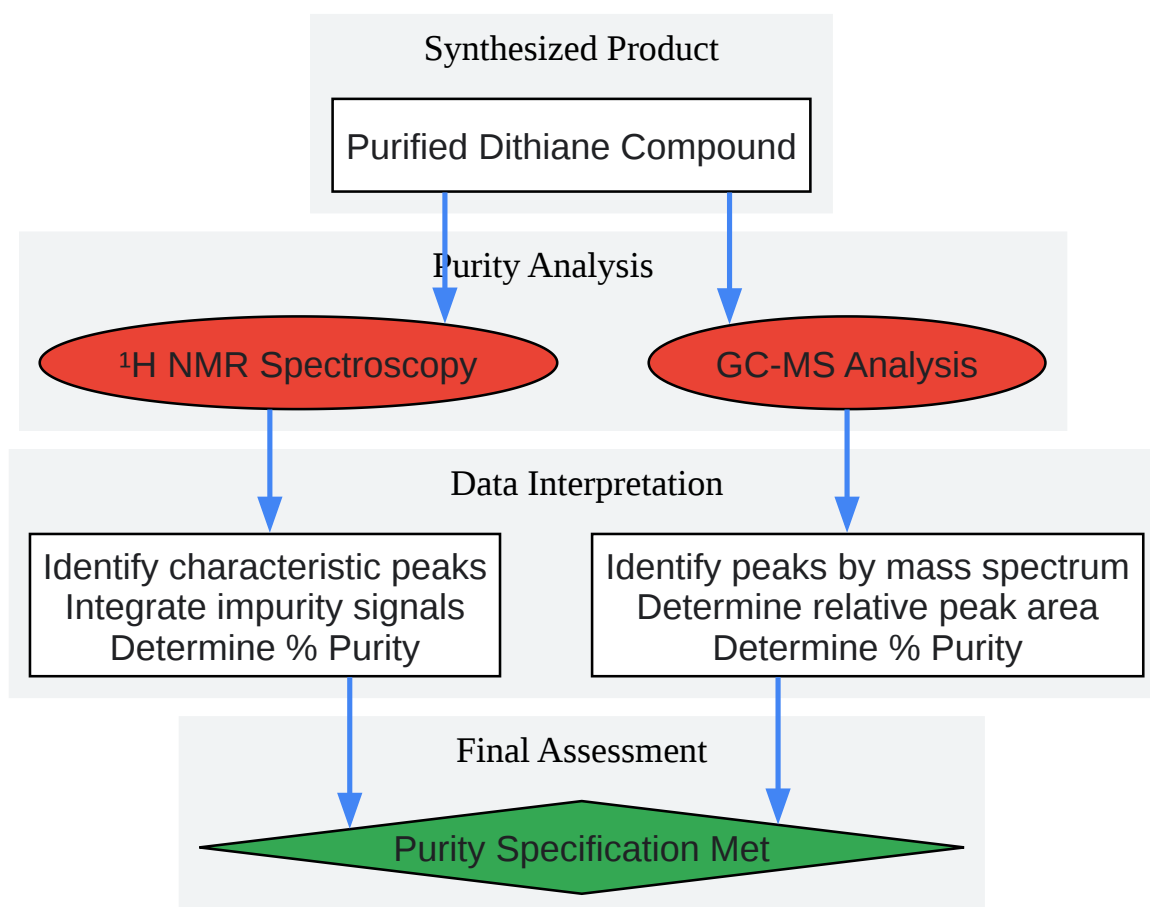 Synthesized Product
Purified Dithiane Compound
Purity Analysis
¹H NMR Spectroscopy
GC-MS Analysis
Data Interpretation
Identify characteristic peaks
Integrate impurity signals
Determine % Purity
Identify peaks by mass spectrum
Determine relative peak area
Determine % Purity
Final Assessment
Purity Specification Met